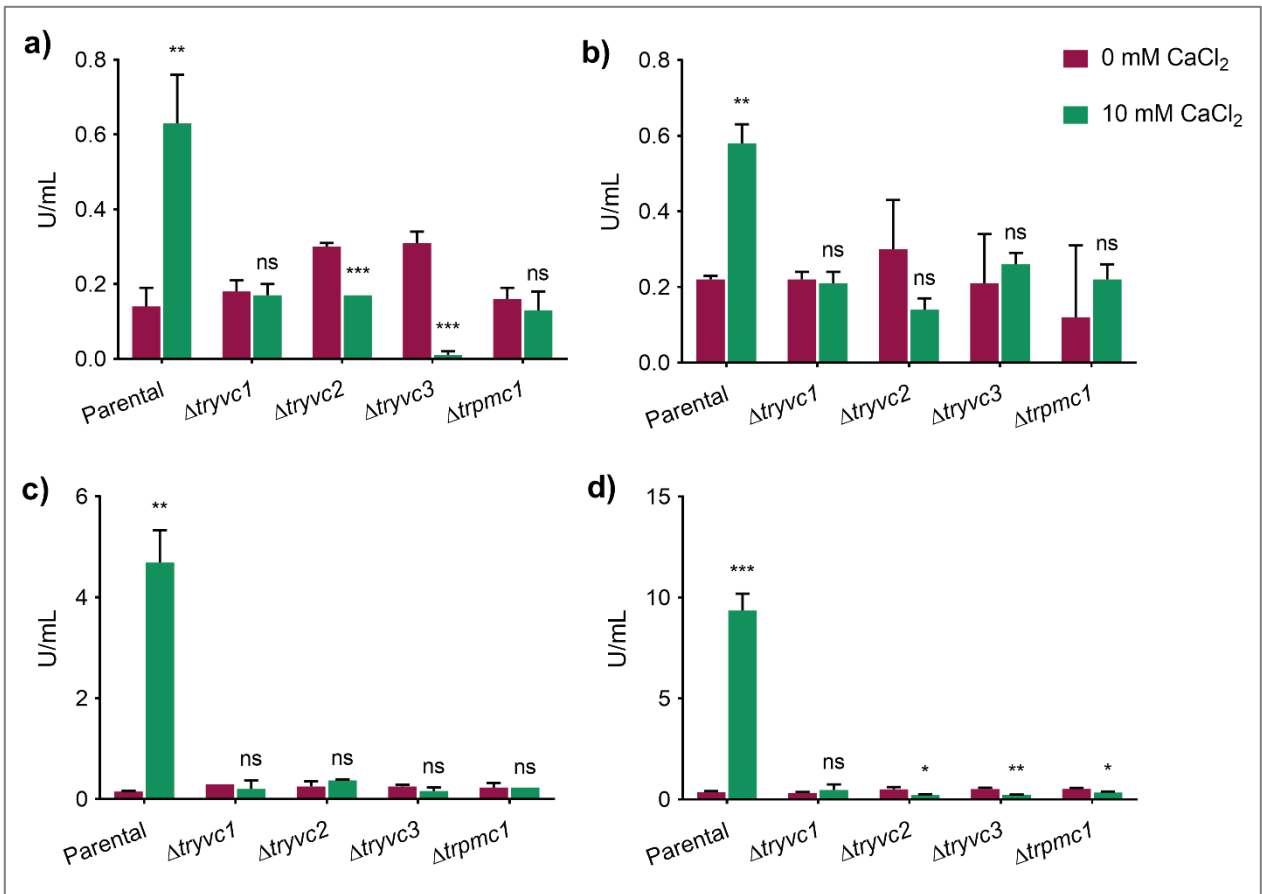 a)
U/mL
0.8
0.6
0.4
0.2
0.0
**
ns
***
***
ns
Parental
Δtryvc1
Δtryvc2
Δtryvc3
Δtrpmc1
b)
U/mL
0.8
0.6
0.4
0.2
0.0
**
ns
ns
ns
ns
Parental
Δtryvc1
Δtryvc2
Δtryvc3
Δtrpmc1
0 mM CaCl₂
10 mM CaCl₂
c)
U/mL
6
4
2
0
**
ns
ns
ns
ns
Parental
Δtryvc1
Δtryvc2
Δtryvc3
Δtrpmc1
d)
U/mL
15
10
5
0
***
ns
*
**
*
Parental
Δtryvc1
Δtryvc2
Δtryvc3
Δtrpmc1